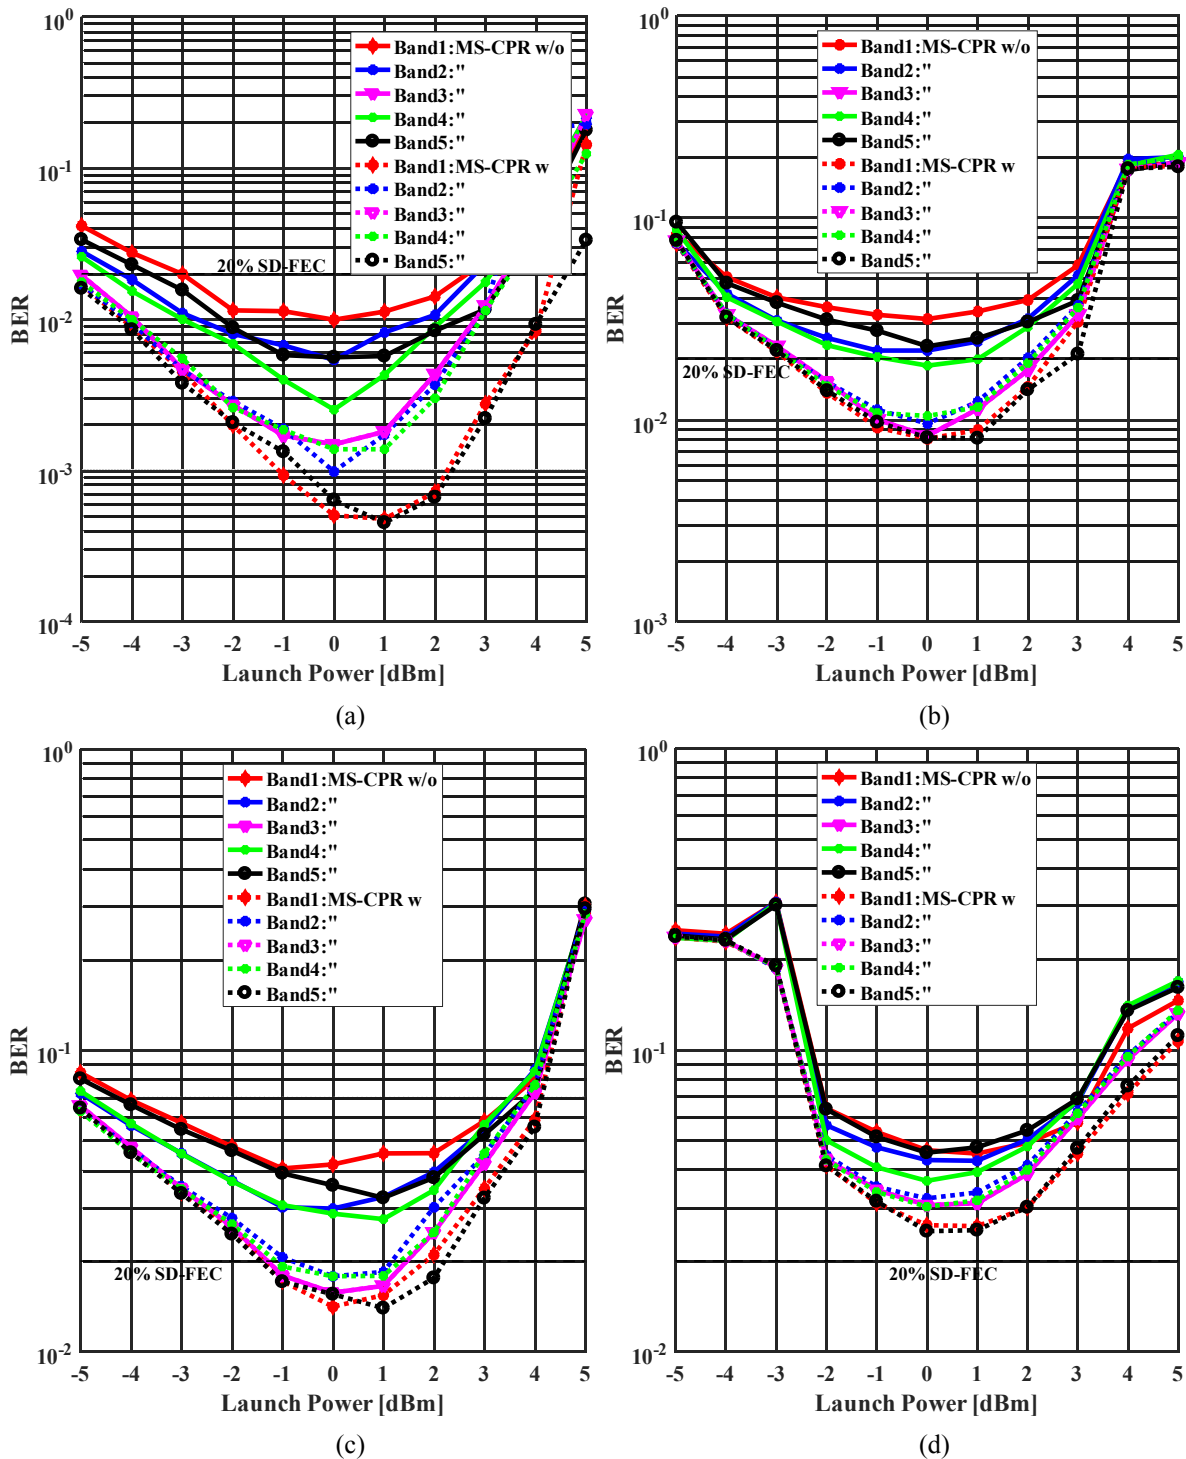 10^0
10^-1
10^-2
10^-3
10^-4
BER
Band1:MS-CPR w/o
Band2:"
Band3:"
Band4:"
Band5:"
Band1:MS-CPR w
Band2:"
Band3:"
Band4:"
Band5:"
20% SD-FEC
-5 -4 -3 -2 -1 0 1 2 3 4 5
Launch Power [dBm]
(a)
10^0
10^-1
10^-2
10^-3
BER
Band1:MS-CPR w/o
Band2:"
Band3:"
Band4:"
Band5:"
Band1:MS-CPR w
Band2:"
Band3:"
Band4:"
Band5:"
20% SD-FEC
-5 -4 -3 -2 -1 0 1 2 3 4 5
Launch Power [dBm]
(b)
10^0
10^-1
10^-2
BER
Band1:MS-CPR w/o
Band2:"
Band3:"
Band4:"
Band5:"
Band1:MS-CPR w
Band2:"
Band3:"
Band4:"
Band5:"
20% SD-FEC
-5 -4 -3 -2 -1 0 1 2 3 4 5
Launch Power [dBm]
(c)
10^0
10^-1
10^-2
BER
Band1:MS-CPR w/o
Band2:"
Band3:"
Band4:"
Band5:"
Band1:MS-CPR w
Band2:"
Band3:"
Band4:"
Band5:"
20% SD-FEC
-5 -4 -3 -2 -1 0 1 2 3 4 5
Launch Power [dBm]
(d)